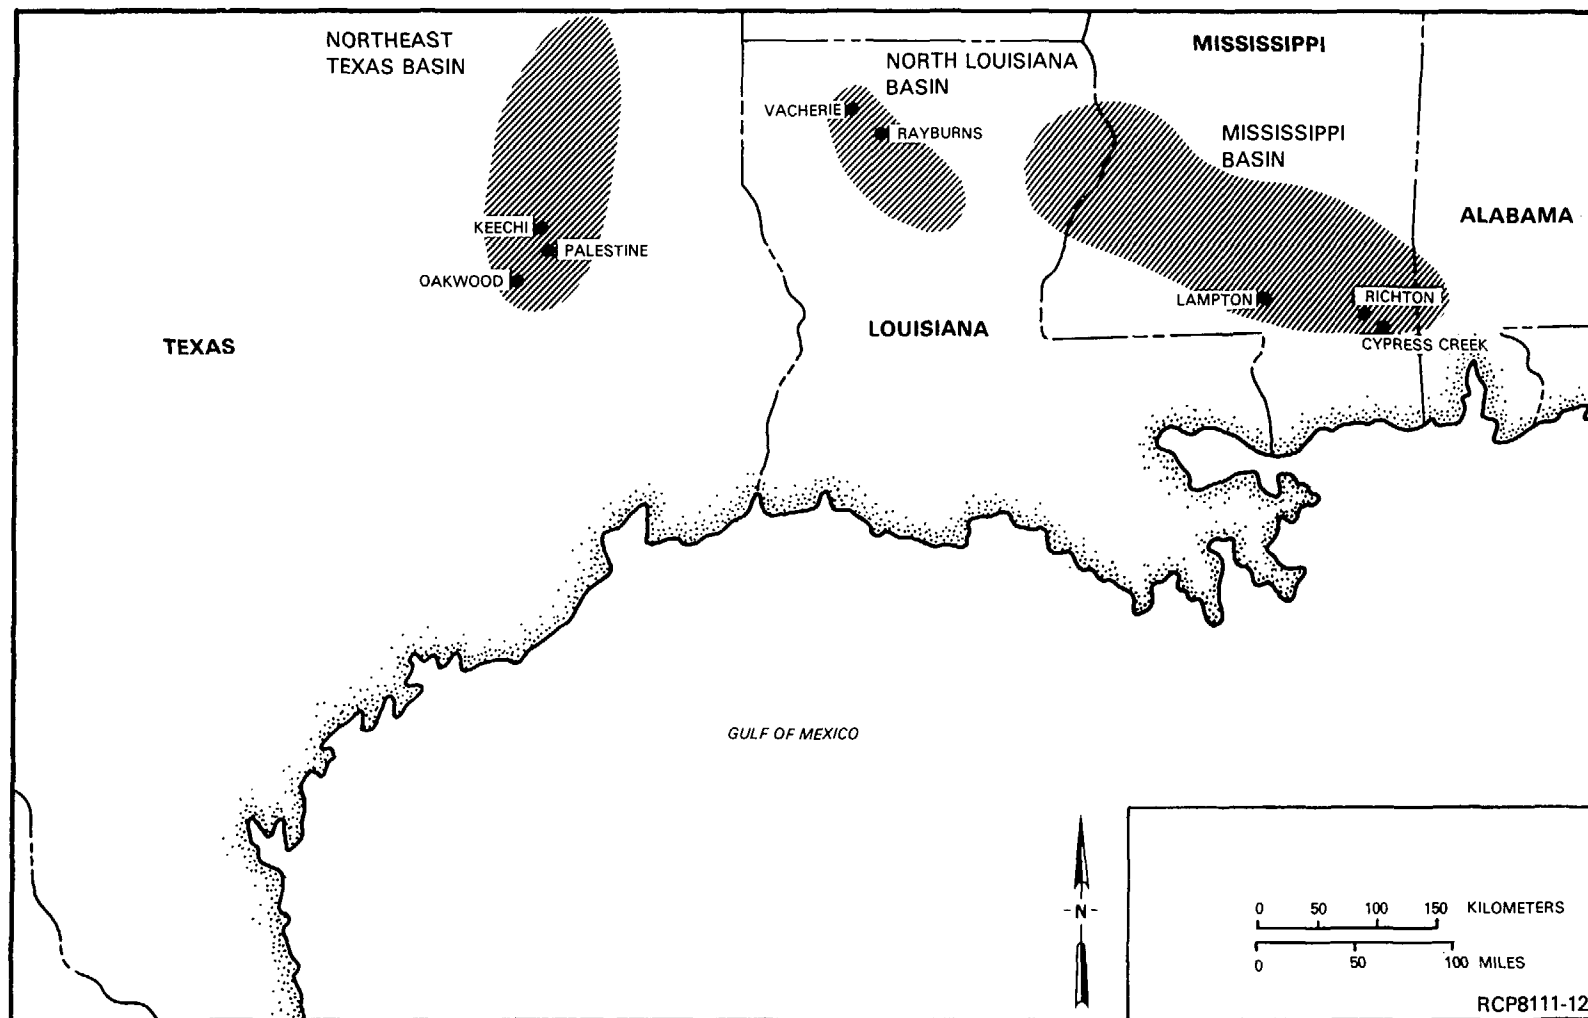 NORTHEAST
TEXAS BASIN
NORTH LOUISIANA
BASIN
MISSISSIPPI
VACHERIE
RAYBURNS
MISSISSIPPI
BASIN
KEECHI
PALESTINE
OAKWOOD
ALABAMA
LAMPTON
RICHTON
CYPRESS CREEK
TEXAS
LOUISIANA
GULF OF MEXICO
-N-
0 50 100 150 KILOMETERS
0 50 100 MILES
RCP8111-12